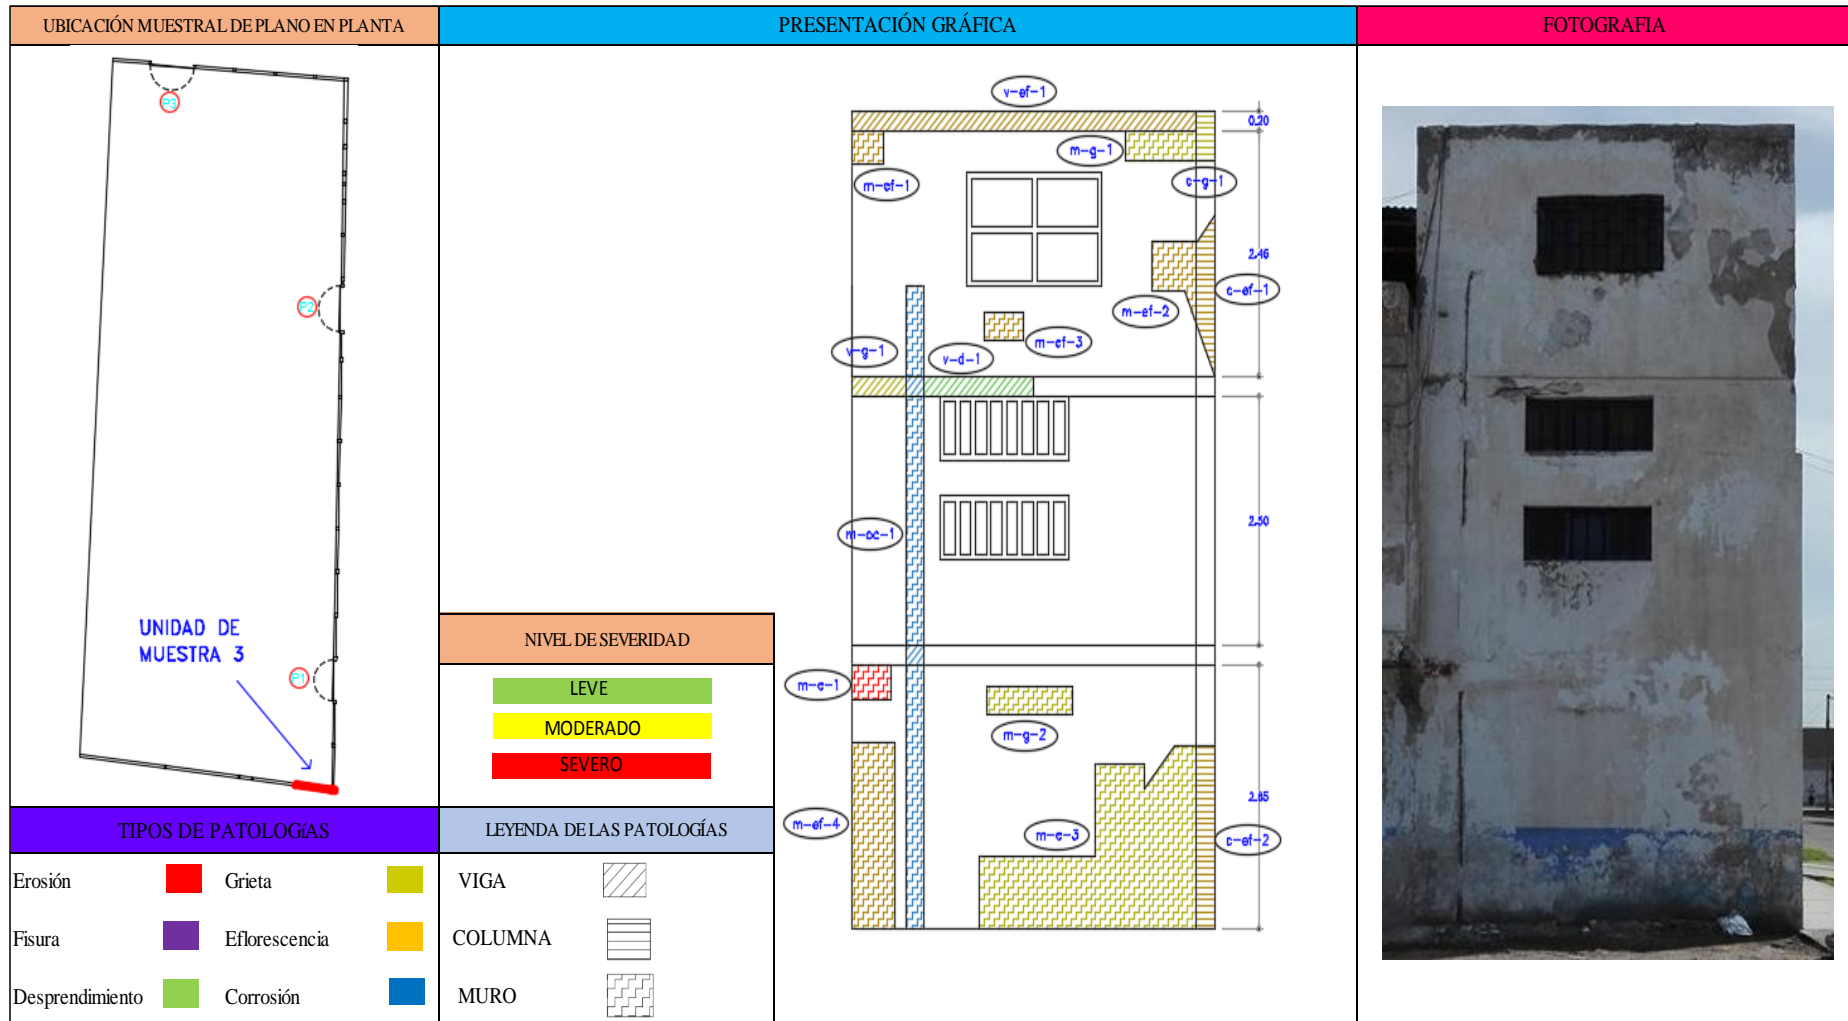 UBICACIÓN MUESTRAL DE PLANO EN PLANTA
PRESENTACIÓN GRÁFICA
FOTOGRAFIA
P3
P2
P1
UNIDAD DE
MUESTRA 3
v-ef-1
0.20
m-g-1
m-ef-1
c-g-1
2.46
c-ef-1
m-ef-2
m-ef-3
v-g-1
v-d-1
2.50
m-oc-1
m-e-1
m-g-2
2.85
m-ef-4
m-e-3
c-ef-2
NIVEL DE SEVERIDAD
LEVE
MODERADO
SEVERO
TIPOS DE PATOLOGíAS
Erosión
Grieta
Fisura
Eflorescencia
Desprendimiento
Corrosión
LEYENDA DE LAS PATOLOGÍAS
VIGA
COLUMNA
MURO